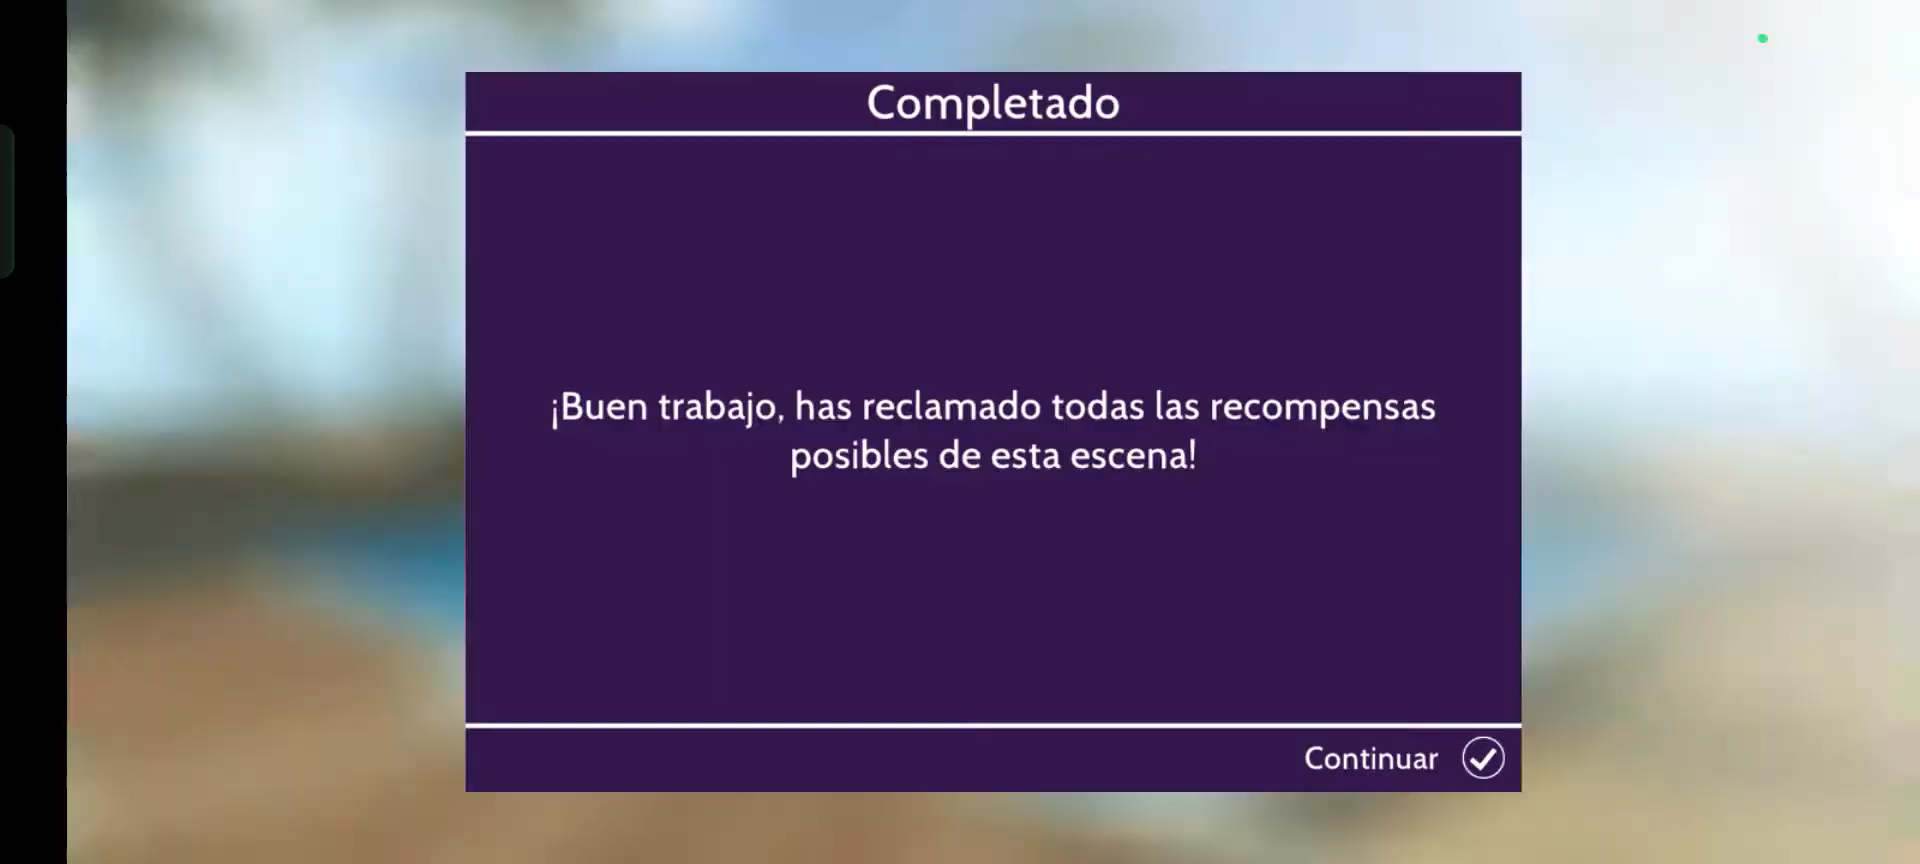 Completado
¡Buen trabajo, has reclamado todas las recompensas
posibles de esta escena!
Continuar